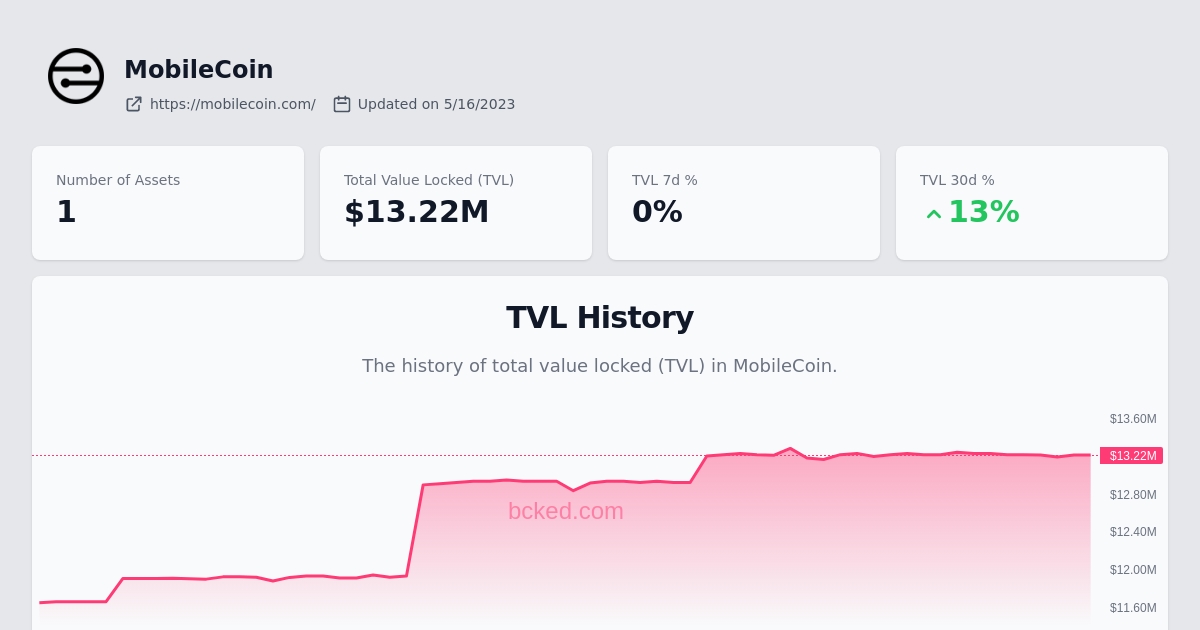 MobileCoin
https://mobilecoin.com/ Updated on 5/16/2023
Number of Assets
1
Total Value Locked (TVL)
$13.22M
TVL 7d %
0%
TVL 30d %
13%
TVL History
The history of total value locked (TVL) in MobileCoin.
$13.60M
$13.22M
$12.80M
bcked.com
$12.40M
$12.00M
$11.60M